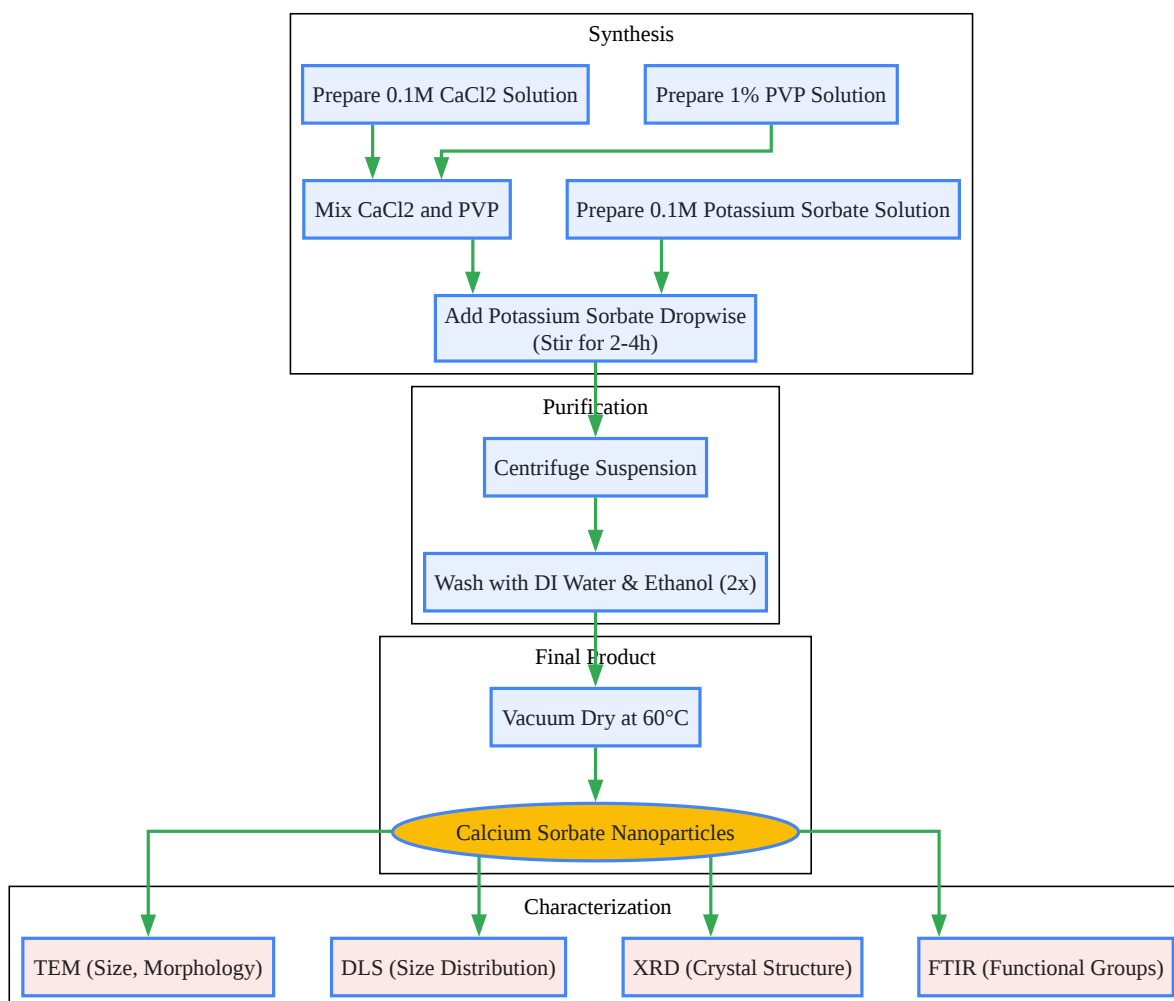 Synthesis
Prepare 0.1M CaCl2 Solution
Prepare 1% PVP Solution
Mix CaCl2 and PVP
Prepare 0.1M Potassium Sorbate Solution
Add Potassium Sorbate Dropwise
(Stir for 2-4h)
Purification
Centrifuge Suspension
Wash with DI Water & Ethanol (2x)
Final Product
Vacuum Dry at 60°C
Calcium Sorbate Nanoparticles
Characterization
TEM (Size, Morphology)
DLS (Size Distribution)
XRD (Crystal Structure)
FTIR (Functional Groups)